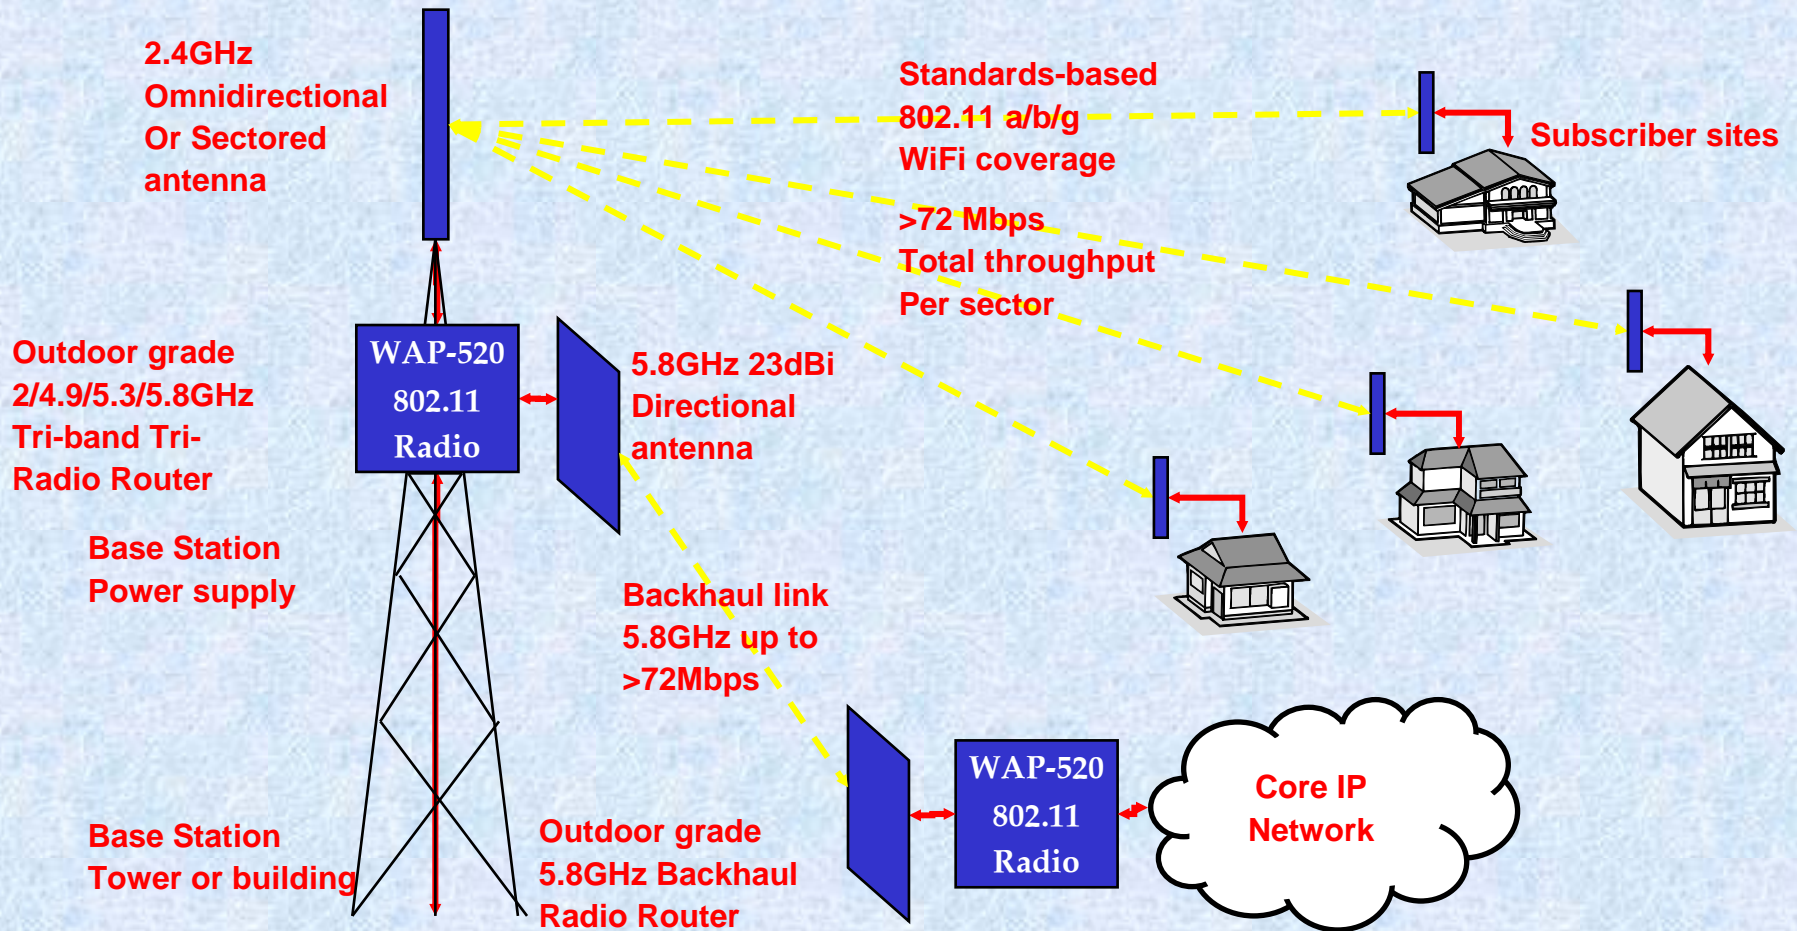 2.4GHz
Omnidirectional
Or Sectored
antenna
Standards-based
802.11 a/b/g
WiFi coverage
>72 Mbps
Total throughput
Per sector
Subscriber sites
Outdoor grade
2/4.9/5.3/5.8GHz
Tri-band Tri-
Radio Router
WAP-520
802.11
Radio
5.8GHz 23dBi
Directional
antenna
Base Station
Power supply
Backhaul link
5.8GHz up to
>72Mbps
Base Station
Tower or building
Outdoor grade
5.8GHz Backhaul
Radio Router
WAP-520
802.11
Radio
Core IP
Network